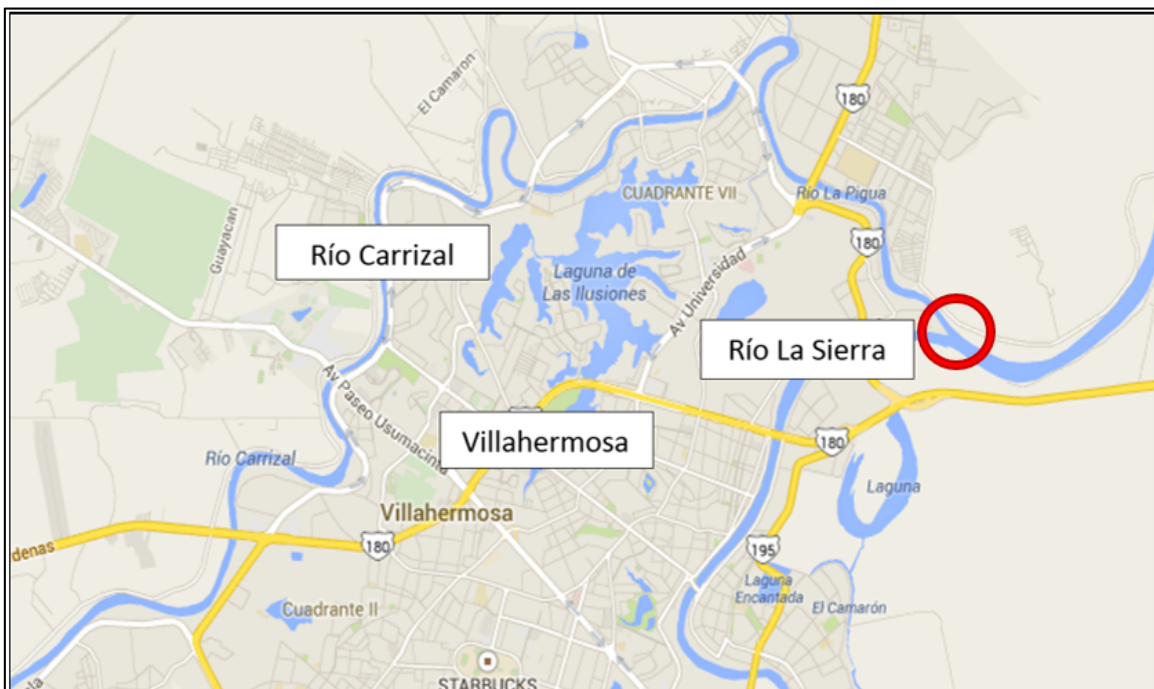 El Camaron
180
Guayacan
CUADRANTE VII
Río La Pigua
Río Carrizal
180
Laguna de
Las Ilusiones
Av Universidad
Río La Sierra
Av Paseo Usumacinta
Villahermosa
180
Río Carrizal
Laguna
Villahermosa
denas
180
195
Laguna
Encantada
El Camarón
Cuadrante II
STARBUCKS